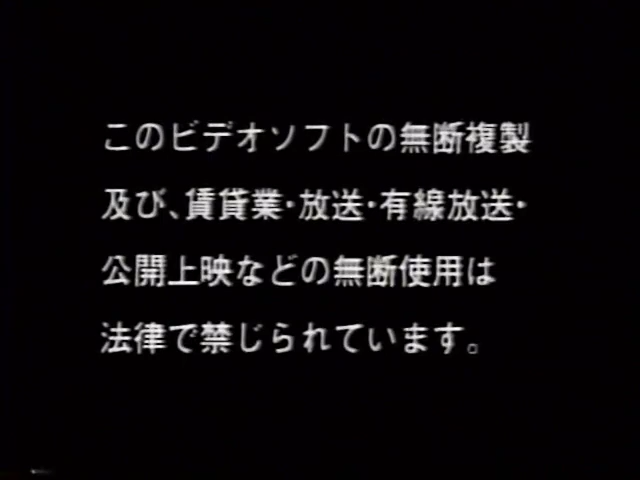 このビデオソフトの無断複製
及び、賃貸業・放送・有線放送・
公開上映などの無断使用は
法律で禁じられています。